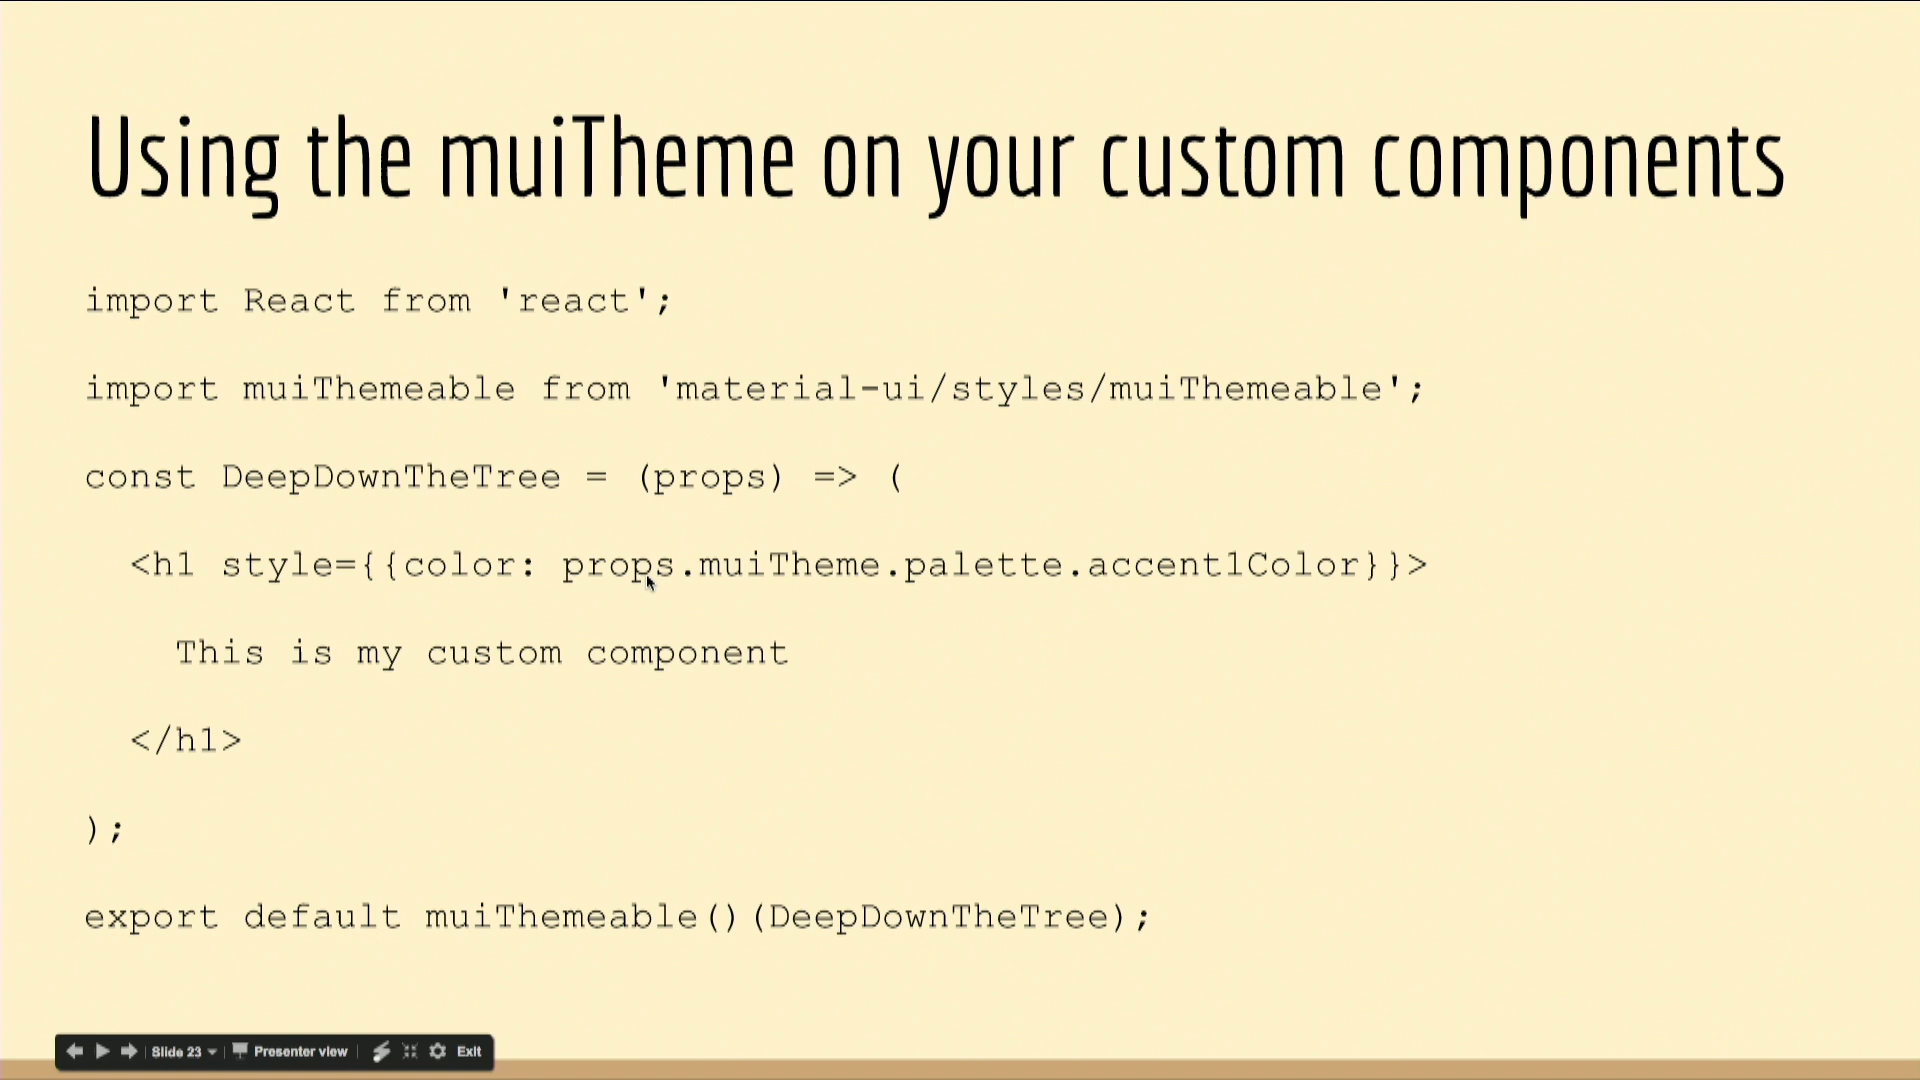 Using the muiTheme on your custom components
import React from 'react';
import muiThemeable from 'material-ui/styles/muiThemeable';
const DeepDownTheTree = (props) => (
<h1 style={{color: props.muiTheme.palette.accent1Color}}>
This is my custom component
</h1>
);
export default muiThemeable()(DeepDownTheTree);
Slide 23 Presenter view Exit